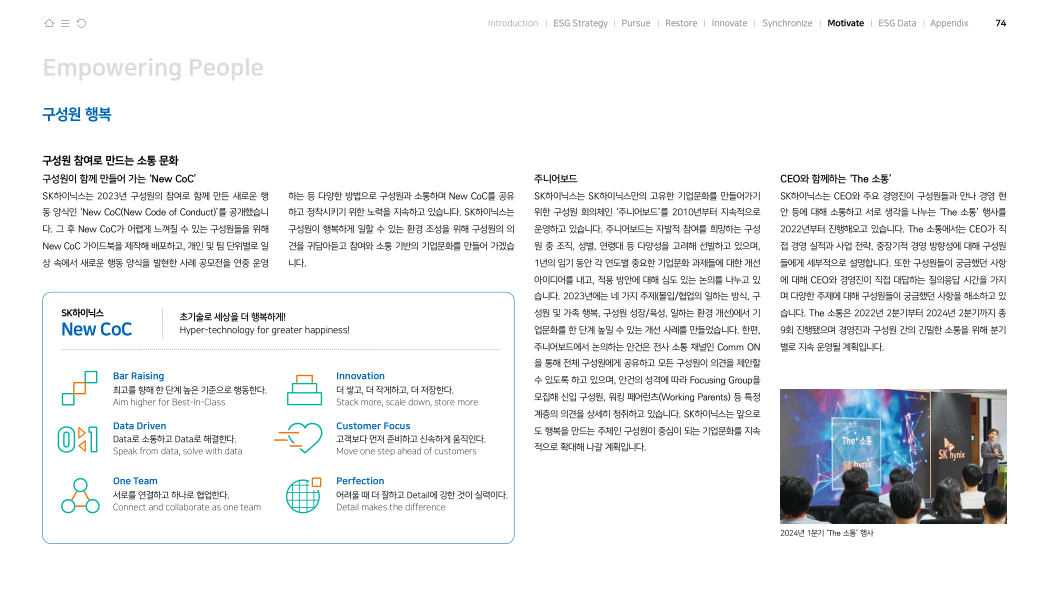 Introduction | ESG Strategy | Pursue | Restore | Innovate | Synchronize | Motivate | ESG Data | Appendix 74
Empowering People
구성원 행복
구성원 참여로 만드는 소통 문화
구성원이 함께 만들어 가는 'New CoC'
SK하이닉스는 2023년 구성원의 참여로 함께 만든 새로운 행
동 양식인 'New CoC(New Code of Conduct)'를 공개했습니
다. 그 후 New CoC가 어렵게 느껴질 수 있는 구성원들을 위해
New CoC 가이드북을 제작해 배포하고, 개인 및 팀 단위별로 일
상 속에서 새로운 행동 양식을 발현한 사례 공모전을 연중 운영
하는 등 다양한 방법으로 구성원과 소통하며 New CoC를 공유
하고 정착시키기 위한 노력을 지속하고 있습니다. SK하이닉스는
구성원이 행복하게 일할 수 있는 환경 조성을 위해 구성원의 의
견을 귀담아듣고 참여와 소통 기반의 기업문화를 만들어 가겠습
니다.
SK하이닉스
New CoC
초기술로 세상을 더 행복하게!
Hyper-technology for greater happiness!
Bar Raising
최고를 향해 한 단계 높은 기준으로 행동한다.
Aim higher for Best-In-Class
Innovation
더 쌓고, 더 작게하고, 더 저장한다.
Stack more, scale down, store more
Data Driven
Data로 소통하고 Data로 해결한다.
Speak from data, solve with data
Customer Focus
고객보다 먼저 준비하고 신속하게 움직인다.
Move one step ahead of customers
One Team
서로를 연결하고 하나로 협업한다.
Connect and collaborate as one team
Perfection
어려울 때 더 잘하고 Detail에 강한 것이 실력이다.
Detail makes the difference
주니어보드
SK하이닉스는 SK하이닉스만의 고유한 기업문화를 만들어가기
위한 구성원 회의체인 '주니어보드'를 2010년부터 지속적으로
운영하고 있습니다. 주니어보드는 자발적 참여를 희망하는 구성
원 중 조직, 성별, 연령대 등 다양성을 고려해 선발하고 있으며,
1년의 임기 동안 각 연도별 중요한 기업문화 과제들에 대한 개선
아이디어를 내고, 적용 방안에 대해 심도 있는 논의를 나누고 있
습니다. 2023년에는 네 가지 주제(몰입/협업의 일하는 방식, 구
성원 및 가족 행복, 구성원 성장/육성, 일하는 환경 개선)에서 기
업문화를 한 단계 높일 수 있는 개선 사례를 만들었습니다. 한편,
주니어보드에서 논의하는 안건은 전사 소통 채널인 Comm ON
을 통해 전체 구성원에게 공유하고 모든 구성원이 의견을 제안할
수 있도록 하고 있으며, 안건의 성격에 따라 Focusing Group을
모집해 신입 구성원, 워킹 페어런츠(Working Parents) 등 특정
계층의 의견을 상세히 청취하고 있습니다. SK하이닉스는 앞으로
도 행복을 만드는 주체인 구성원이 중심이 되는 기업문화를 지속
적으로 확대해 나갈 계획입니다.
CEO와 함께하는 'The 소통'
SK하이닉스는 CEO와 주요 경영진이 구성원들과 만나 경영 현
안 등에 대해 소통하고 서로 생각을 나누는 'The 소통' 행사를
2022년부터 진행해오고 있습니다. The 소통에서는 CEO가 직
접 경영 실적과 사업 전략, 중장기적 경영 방향성에 대해 구성원
들에게 세부적으로 설명합니다. 또한 구성원들이 궁금했던 사항
에 대해 CEO와 경영진이 직접 대답하는 질의응답 시간을 가지
며 다양한 주제에 대해 구성원들이 궁금했던 사항을 해소하고 있
습니다. The 소통은 2022년 2분기부터 2024년 2분기까지 총
9회 진행됐으며 경영진과 구성원 간의 긴밀한 소통을 위해 분기
별로 지속 운영될 계획입니다.
The 소통
SK hynix
SK hynix
2024년 1분기 'The 소통' 행사